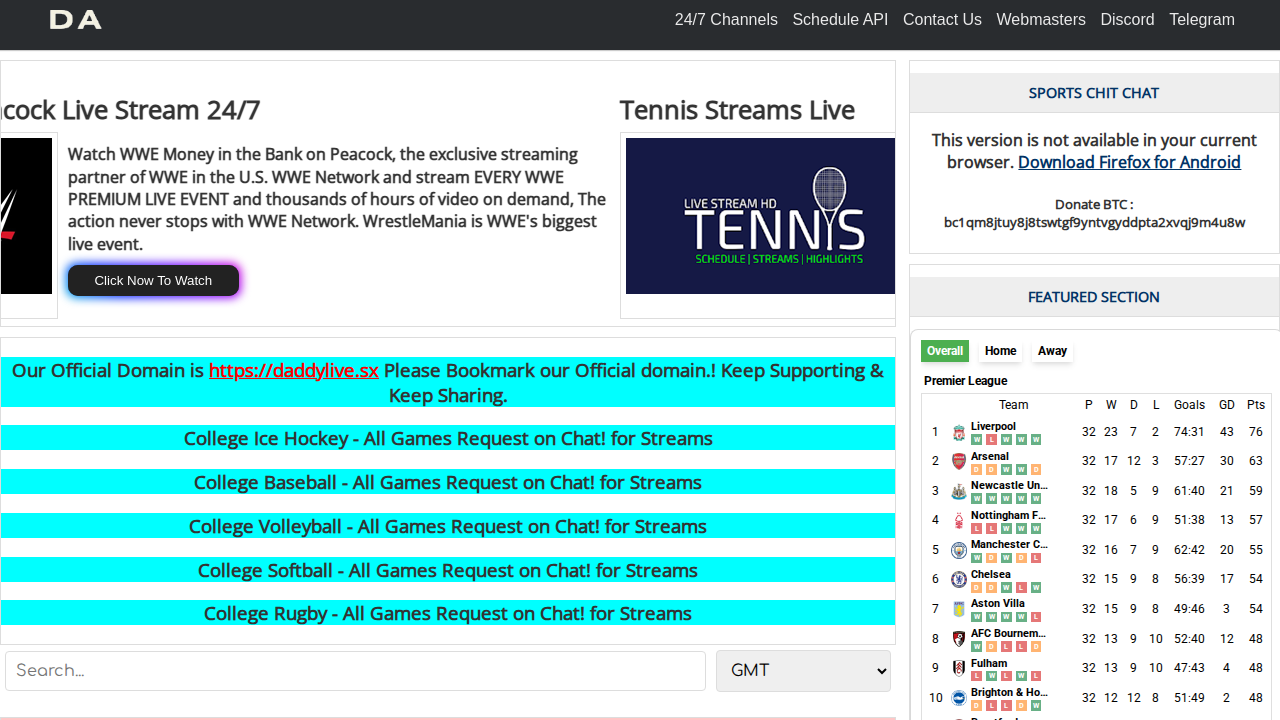 DA
24/7 Channels Schedule API Contact Us Webmasters Discord Telegram
Live Stream 24/7
Watch WWE Money in the Bank on Peacock, the exclusive streaming
partner of WWE in the U.S. WWE Network and stream EVERY WWE
PREMIUM LIVE EVENT and thousands of hours of video on demand, The
action never stops with WWE Network. WrestleMania is WWE's biggest
live event.
Click Now To Watch
Tennis Streams Live
LIVE STREAM HD
TENNIS
SCHEDULE | STREAMS | HIGHLIGHTS
Our Official Domain is https://daddylive.sx Please Bookmark our Official domain.! Keep Supporting &
Keep Sharing.
College Ice Hockey - All Games Request on Chat! for Streams
College Baseball - All Games Request on Chat! for Streams
College Volleyball - All Games Request on Chat! for Streams
College Softball - All Games Request on Chat! for Streams
College Rugby - All Games Request on Chat! for Streams
Search...
GMT
SPORTS CHIT CHAT
This version is not available in your current
browser. Download Firefox for Android
Donate BTC :
bc1qm8jtuy8j8tswtgf9yntvgyddpta2xvqj9m4u8w
FEATURED SECTION
Overall Home Away
Premier League
Team P W D L Goals GD Pts
1 Liverpool 32 23 7 2 74:31 43 76
W L W W W
2 Arsenal 32 17 12 3 57:27 30 63
D D W W D
3 Newcastle Un... 32 18 5 9 61:40 21 59
W W W W W
4 Nottingham F... 32 17 6 9 51:38 13 57
L L W W W
5 Manchester C... 32 16 7 9 62:42 20 55
W D W D L
6 Chelsea 32 15 9 8 56:39 17 54
D D W L W
7 Aston Villa 32 15 9 8 49:46 3 54
W W W W L
8 AFC Bournem... 32 13 9 10 52:40 12 48
W D L L D
9 Fulham 32 13 9 10 47:43 4 48
L W L W L
10 Brighton & Ho... 32 12 12 8 51:49 2 48
D L L D W